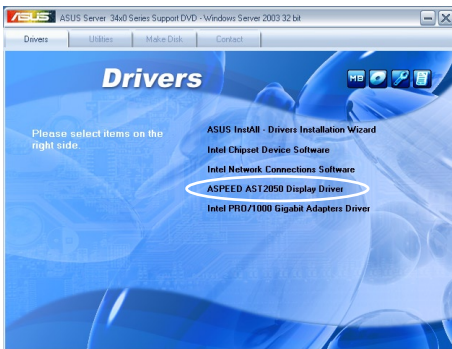 ASUS ASUS Server 34x0 Series Support DVD - Windows Server 2003 32 bit
Drivers Utilities Make Disk Contact
Drivers
MB
Please select items on the
right side.
ASUS InstAll - Drivers Installation Wizard
Intel Chipset Device Software
Intel Network Connections Software
ASPEED AST2050 Display Driver
Intel PRO/1000 Gigabit Adapters Driver